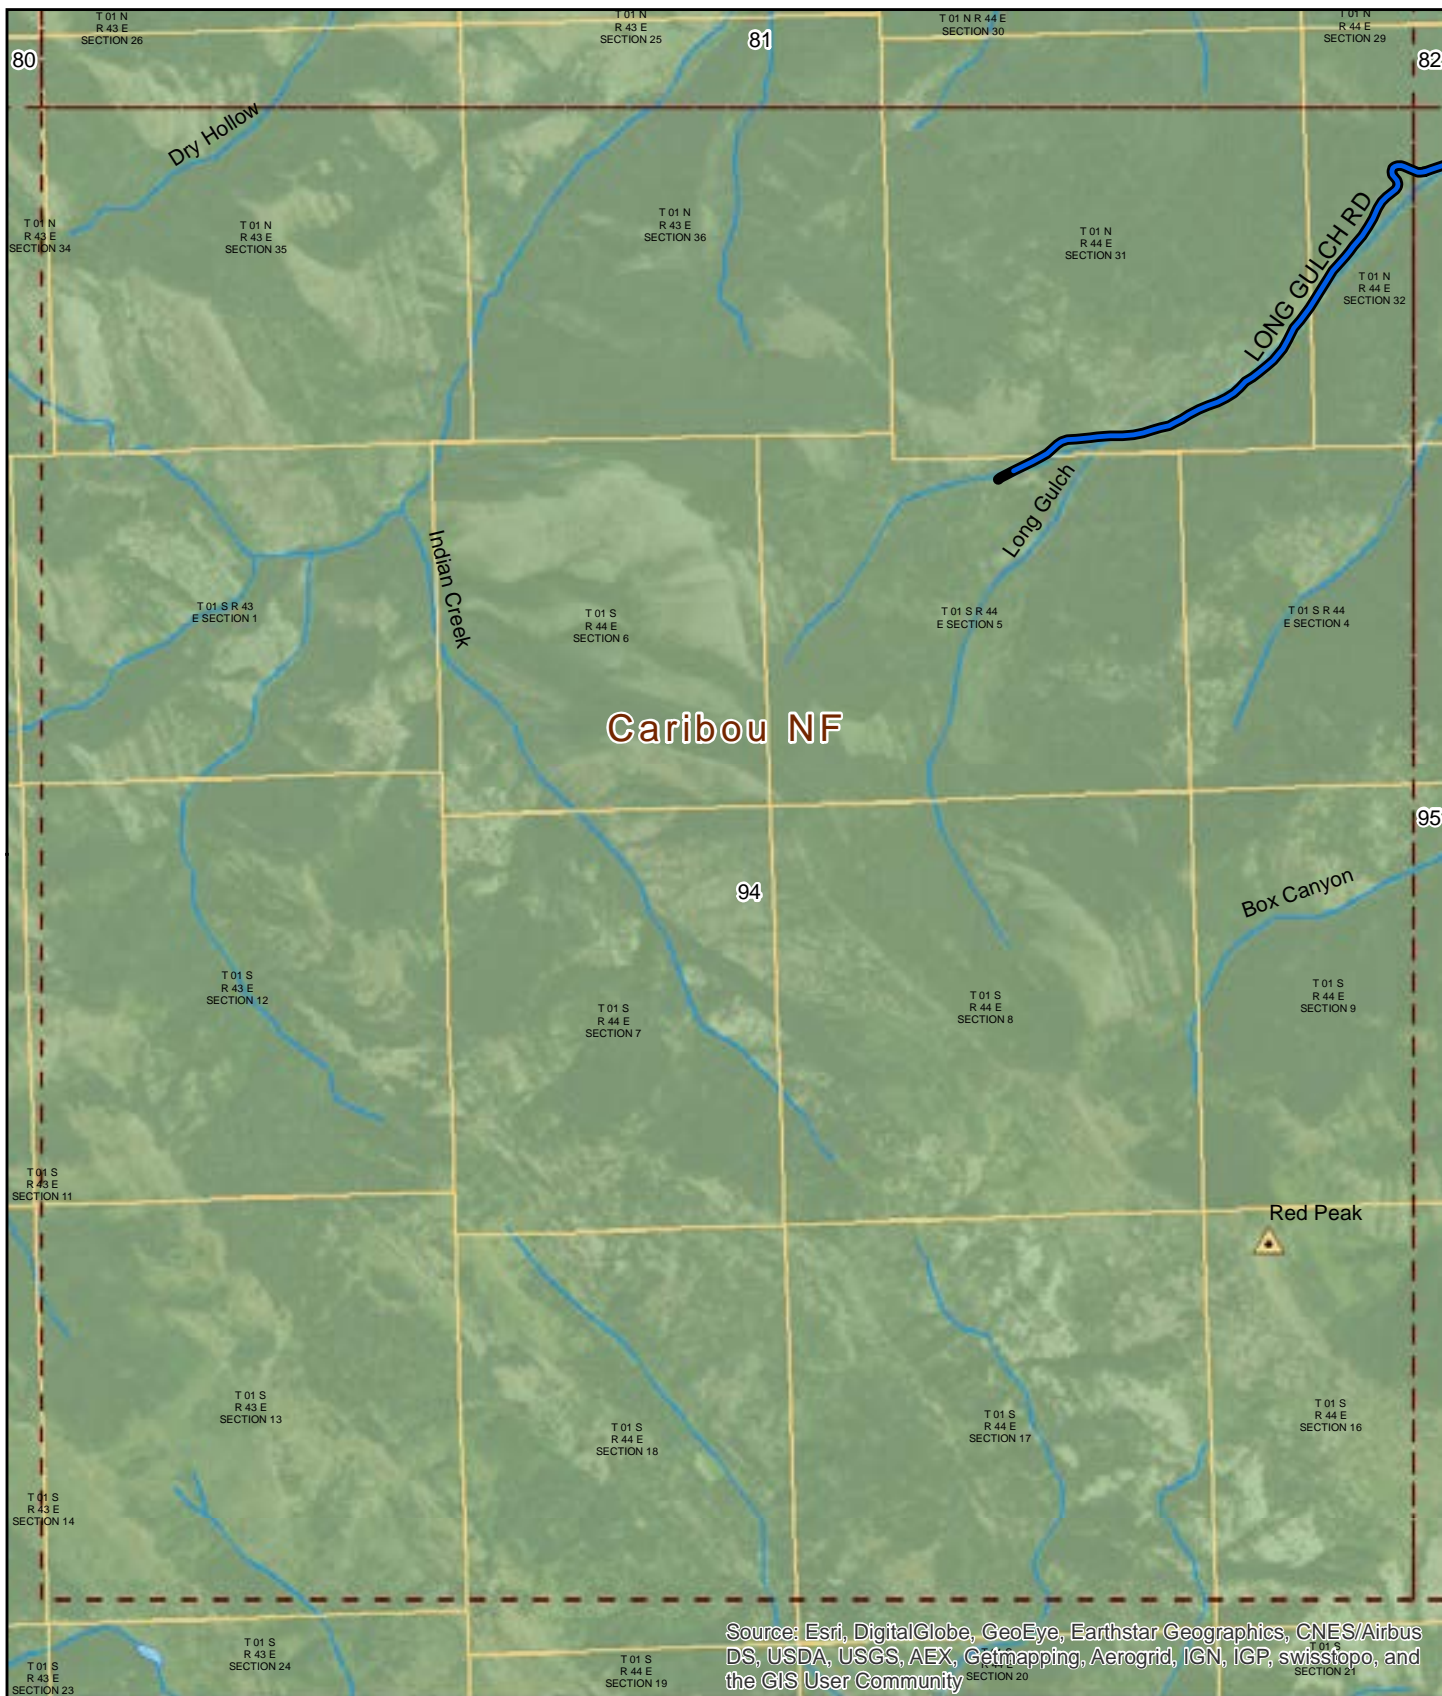 T 01 N
R 43 E
SECTION 26
T 01 N
R 43 E
SECTION 25
T 01 N R 44 E
SECTION 30
T 01 N
R 44 E
SECTION 29
80
81
82
Dry Hollow
T 01 N
R 43 E
SECTION 34
T 01 N
R 43 E
SECTION 35
T 01 N
R 43 E
SECTION 36
T 01 N
R 44 E
SECTION 31
LONG GULCH RD
T 01 N
R 44 E
SECTION 32
Long Gulch
Indian Creek
T 01 S R 43
E SECTION 1
T 01 S
R 44 E
SECTION 6
T 01 S R 44
E SECTION 5
T 01 S R 44
E SECTION 4
Caribou NF
95
94
Box Canyon
T 01 S
R 43 E
SECTION 12
T 01 S
R 44 E
SECTION 7
T 01 S
R 44 E
SECTION 8
T 01 S
R 44 E
SECTION 9
T 01 S
R 43 E
SECTION 11
Red Peak
T 01 S
R 43 E
SECTION 13
T 01 S
R 44 E
SECTION 18
T 01 S
R 44 E
SECTION 17
T 01 S
R 44 E
SECTION 16
T 01 S
R 43 E
SECTION 14
T 01 S
R 43 E
SECTION 23
T 01 S
R 43 E
SECTION 24
T 01 S
R 44 E
SECTION 19
R 44 E
SECTION 20
T 01 S
SECTION 21
Source: Esri, DigitalGlobe, GeoEye, Earthstar Geographics, CNES/Airbus
DS, USDA, USGS, AEX, Getmapping, Aerogrid, IGN, IGP, swisstopo, and
the GIS User Community